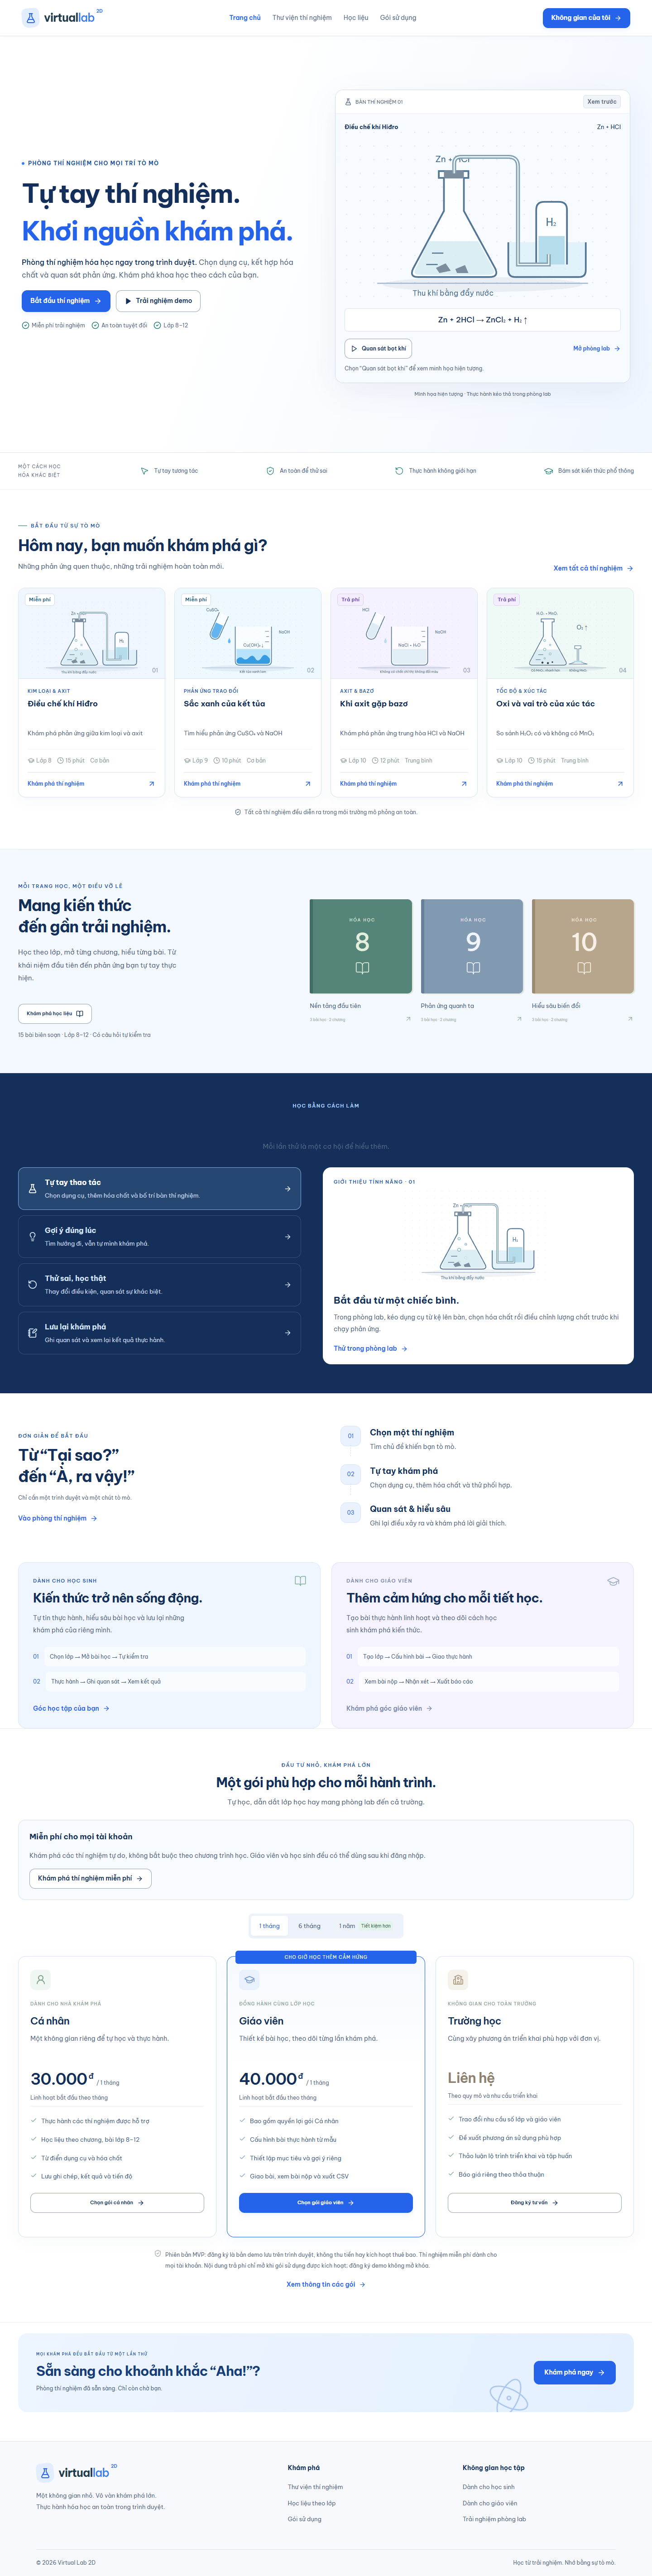 virtuallab 2D
Trang chủ
Thư viện thí nghiệm
Học liệu
Gói sử dụng
Không gian của tôi
PHÒNG THÍ NGHIỆM CHO MỌI TRÍ TÒ MÒ
Tự tay thí nghiệm.
Khơi nguồn khám phá.
Phòng thí nghiệm hóa học ngay trong trình duyệt. Chọn dụng cụ, kết hợp hóa
chất và quan sát phản ứng. Khám phá khoa học theo cách của bạn.
Bắt đầu thí nghiệm
Trải nghiệm demo
Miễn phí trải nghiệm
An toàn tuyệt đối
Lớp 8–12
BÀN THÍ NGHIỆM 01
Xem trước
Điều chế khí Hiđro
Zn + HCl
Zn + HCl
H₂
Thu khí bằng đẩy nước
Zn + 2HCl → ZnCl₂ + H₂↑
Quan sát bọt khí
Mở phòng lab
Chọn "Quan sát bọt khí" để xem minh họa hiện tượng.
Minh họa hiện tượng · Thực hành kéo thả trong phòng lab
MỘT CÁCH HỌC
HÓA KHÁC BIỆT
Tự tay tương tác
An toàn để thử sai
Thực hành không giới hạn
Bám sát kiến thức phổ thông
BẮT ĐẦU TỪ SỰ TÒ MÒ
Hôm nay, bạn muốn khám phá gì?
Những phản ứng quen thuộc, những trải nghiệm hoàn toàn mới.
Xem tất cả thí nghiệm
Miễn phí
H₂
Thu khí bằng đẩy nước
01
KIM LOẠI & AXIT
Điều chế khí Hiđro
Khám phá phản ứng giữa kim loại và axit
Lớp 8
15 phút
Cơ bản
Khám phá thí nghiệm
Miễn phí
CuSO₄
NaOH
Cu(OH)₂↓
Kết tủa xanh lam
02
PHẢN ỨNG TRAO ĐỔI
Sắc xanh của kết tủa
Tìm hiểu phản ứng CuSO₄ và NaOH
Lớp 9
10 phút
Cơ bản
Khám phá thí nghiệm
Trả phí
HCl
NaOH
NaCl + H₂O
03
AXIT & BAZƠ
Khi axit gặp bazơ
Khám phá phản ứng trung hòa HCl và NaOH
Lớp 10
12 phút
Trung bình
Khám phá thí nghiệm
Trả phí
H₂O₂ + MnO₂
O₂ ↑
04
TỐC ĐỘ & XÚC TÁC
Oxi và vai trò của xúc tác
So sánh H₂O₂ có và không có MnO₂
Lớp 10
15 phút
Trung bình
Khám phá thí nghiệm
Tất cả thí nghiệm đều diễn ra trong môi trường mô phỏng an toàn.
MỖI TRANG HỌC, MỘT ĐIỀU VỠ LẼ
Mang kiến thức
đến gần trải nghiệm.
Học theo lớp, mở từng chương, hiểu từng bài. Từ
khái niệm đầu tiên đến phản ứng bạn tự tay thực
hiện.
Khám phá học liệu
15 bài biên soạn · Lớp 8–12 · Có câu hỏi tự kiểm tra
HÓA HỌC
8
Nền tảng đầu tiên
3 bài học · 3 chương
HÓA HỌC
9
Phản ứng quanh ta
HÓA HỌC
10
Hiểu sâu biến đổi
HỌC BẰNG CÁCH LÀM
Mỗi lần thử là một cơ hội để hiểu thêm.
Tự tay thao tác
Chọn dụng cụ, thêm hóa chất và bố trí bàn thí nghiệm.
Gợi ý đúng lúc
Tìm hướng đi, vẫn tự mình khám phá.
Thử sai, học thật
Thay đổi điều kiện, quan sát sự khác biệt.
Lưu lại khám phá
Ghi quan sát và xem lại kết quả thực hành.
GIỚI THIỆU TÍNH NĂNG · 01
H₂
Thu khí bằng đẩy nước
Bắt đầu từ một chiếc bình.
Trong phòng lab, kéo dụng cụ từ kệ lên bàn, chọn hóa chất rồi điều chỉnh lượng chất trước khi
chạy phản ứng.
Thử trong phòng lab
ĐƠN GIẢN ĐỂ BẮT ĐẦU
Từ “Tại sao?”
đến “À, ra vậy!”
Chỉ cần một trình duyệt và một chút tò mò.
Vào phòng thí nghiệm
01
Chọn một thí nghiệm
Tìm chủ đề khiến bạn tò mò.
02
Tự tay khám phá
Chọn dụng cụ, thêm hóa chất và thử phối hợp.
03
Quan sát & hiểu sâu
Ghi lại điều xảy ra và khám phá lời giải thích.
DÀNH CHO HỌC SINH
Kiến thức trở nên sống động.
Tự tin thực hành, hiểu sâu bài học và lưu lại những
khám phá của riêng mình.
01 Chọn lớp → Mở bài học → Tự kiểm tra
02 Thực hành → Ghi quan sát → Xem kết quả
Góc học tập của bạn
DÀNH CHO GIÁO VIÊN
Thêm cảm hứng cho mỗi tiết học.
Tạo bài thực hành linh hoạt và theo dõi cách học
sinh khám phá kiến thức.
01 Tạo lớp → Cấu hình bài → Giao thực hành
02 Xem bài nộp → Nhận xét → Xuất báo cáo
Khám phá góc giáo viên
ĐẦU TƯ NHỎ, KHÁM PHÁ LỚN
Một gói phù hợp cho mỗi hành trình.
Tự học, dẫn dắt lớp học hay mang phòng lab đến cả trường.
Miễn phí cho mọi tài khoản
Khám phá các thí nghiệm tự do, không bắt buộc theo chương trình học. Giáo viên và học sinh đều có thể dùng sau khi đăng nhập.
Khám phá thí nghiệm miễn phí
1 tháng
6 tháng
1 năm Tiết kiệm hơn
DÀNH CHO NHÀ KHÁM PHÁ
Cá nhân
Một không gian riêng để tự học và thực hành.
30.000đ / 1 tháng
Linh hoạt bắt đầu theo tháng
Thực hành các thí nghiệm được hỗ trợ
Học liệu theo chương, bài lớp 8–12
Từ điển dụng cụ và hóa chất
Lưu ghi chép, kết quả và tiến độ
Chọn gói cá nhân
CHO GIỜ HỌC THÊM CẢM HỨNG
ĐỒNG HÀNH CÙNG LỚP HỌC
Giáo viên
Thiết kế bài học, theo dõi từng lần khám phá.
40.000đ / 1 tháng
Linh hoạt bắt đầu theo tháng
Bao gồm quyền lợi gói Cá nhân
Cấu hình bài thực hành từ mẫu
Thiết lập mục tiêu và gợi ý riêng
Giao bài, xem bài nộp và xuất CSV
Chọn gói giáo viên
KHÔNG GIAN CHO TOÀN TRƯỜNG
Trường học
Cùng xây phương án triển khai phù hợp với đơn vị.
Liên hệ
Theo quy mô và nhu cầu triển khai
Trao đổi nhu cầu số lớp và giáo viên
Đề xuất phương án sử dụng phù hợp
Thảo luận lộ trình triển khai và tập huấn
Báo giá riêng theo thỏa thuận
Đăng ký tư vấn
Phiên bản MVP: đăng ký là bản demo lưu trên trình duyệt, không thu tiền hay kích hoạt thuê bao. Thí nghiệm miễn phí dành cho
mọi tài khoản. Nội dung trả phí chỉ mở khi gói sử dụng được kích hoạt; đăng ký demo không mở khóa.
Xem thông tin các gói
MỌI KHÁM PHÁ ĐỀU BẮT ĐẦU TỪ MỘT LẦN THỬ
Sẵn sàng cho khoảnh khắc “Aha!”?
Phòng thí nghiệm đã sẵn sàng. Chỉ còn chờ bạn.
Khám phá ngay
virtuallab 2D
Một không gian nhỏ. Vô vàn khám phá lớn.
Thực hành hóa học an toàn trong trình duyệt.
Khám phá
Thư viện thí nghiệm
Học liệu theo lớp
Gói sử dụng
Không gian học tập
Dành cho học sinh
Dành cho giáo viên
Trải nghiệm phòng lab
© 2026 Virtual Lab 2D
Học từ trải nghiệm. Nhớ bằng sự tò mò.